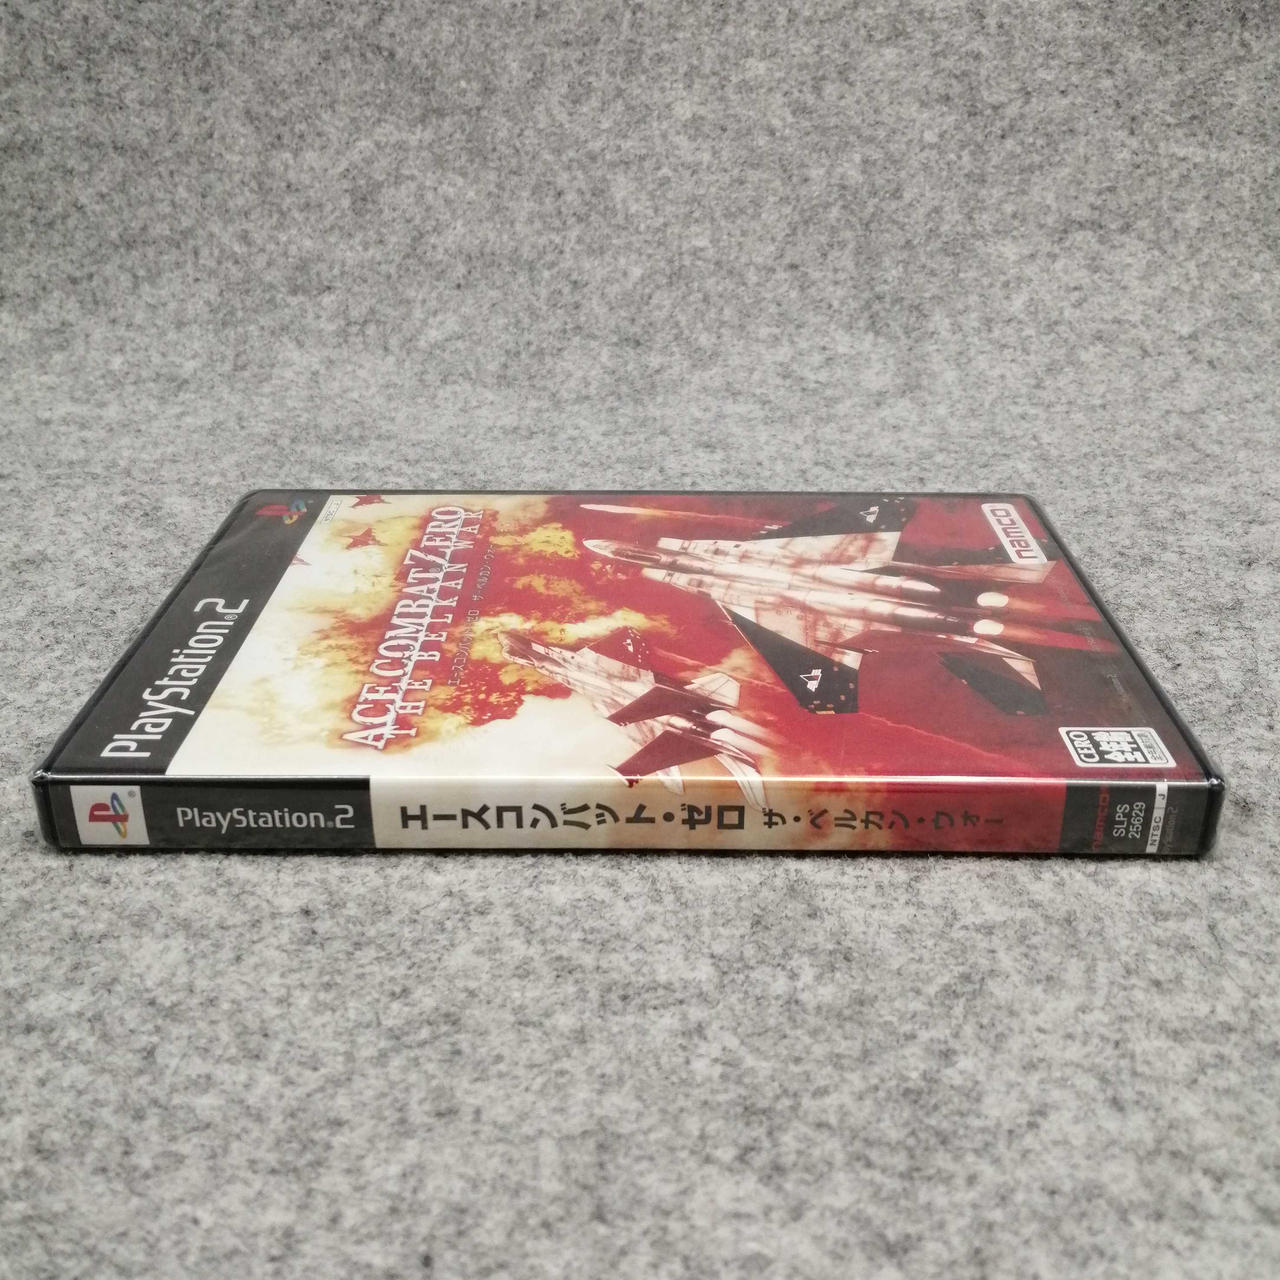 PlayStation®2
ACE COMBAT ZERO
THE BELKAN WAR
エースコンバット・ゼロ ザ・ベルカン・ウォー
namco
CERO
全年齢
PlayStation®2
エースコンバット・ゼロ ザ・ベルカン・ウォー
namco
SLPS
25629
NTSC J